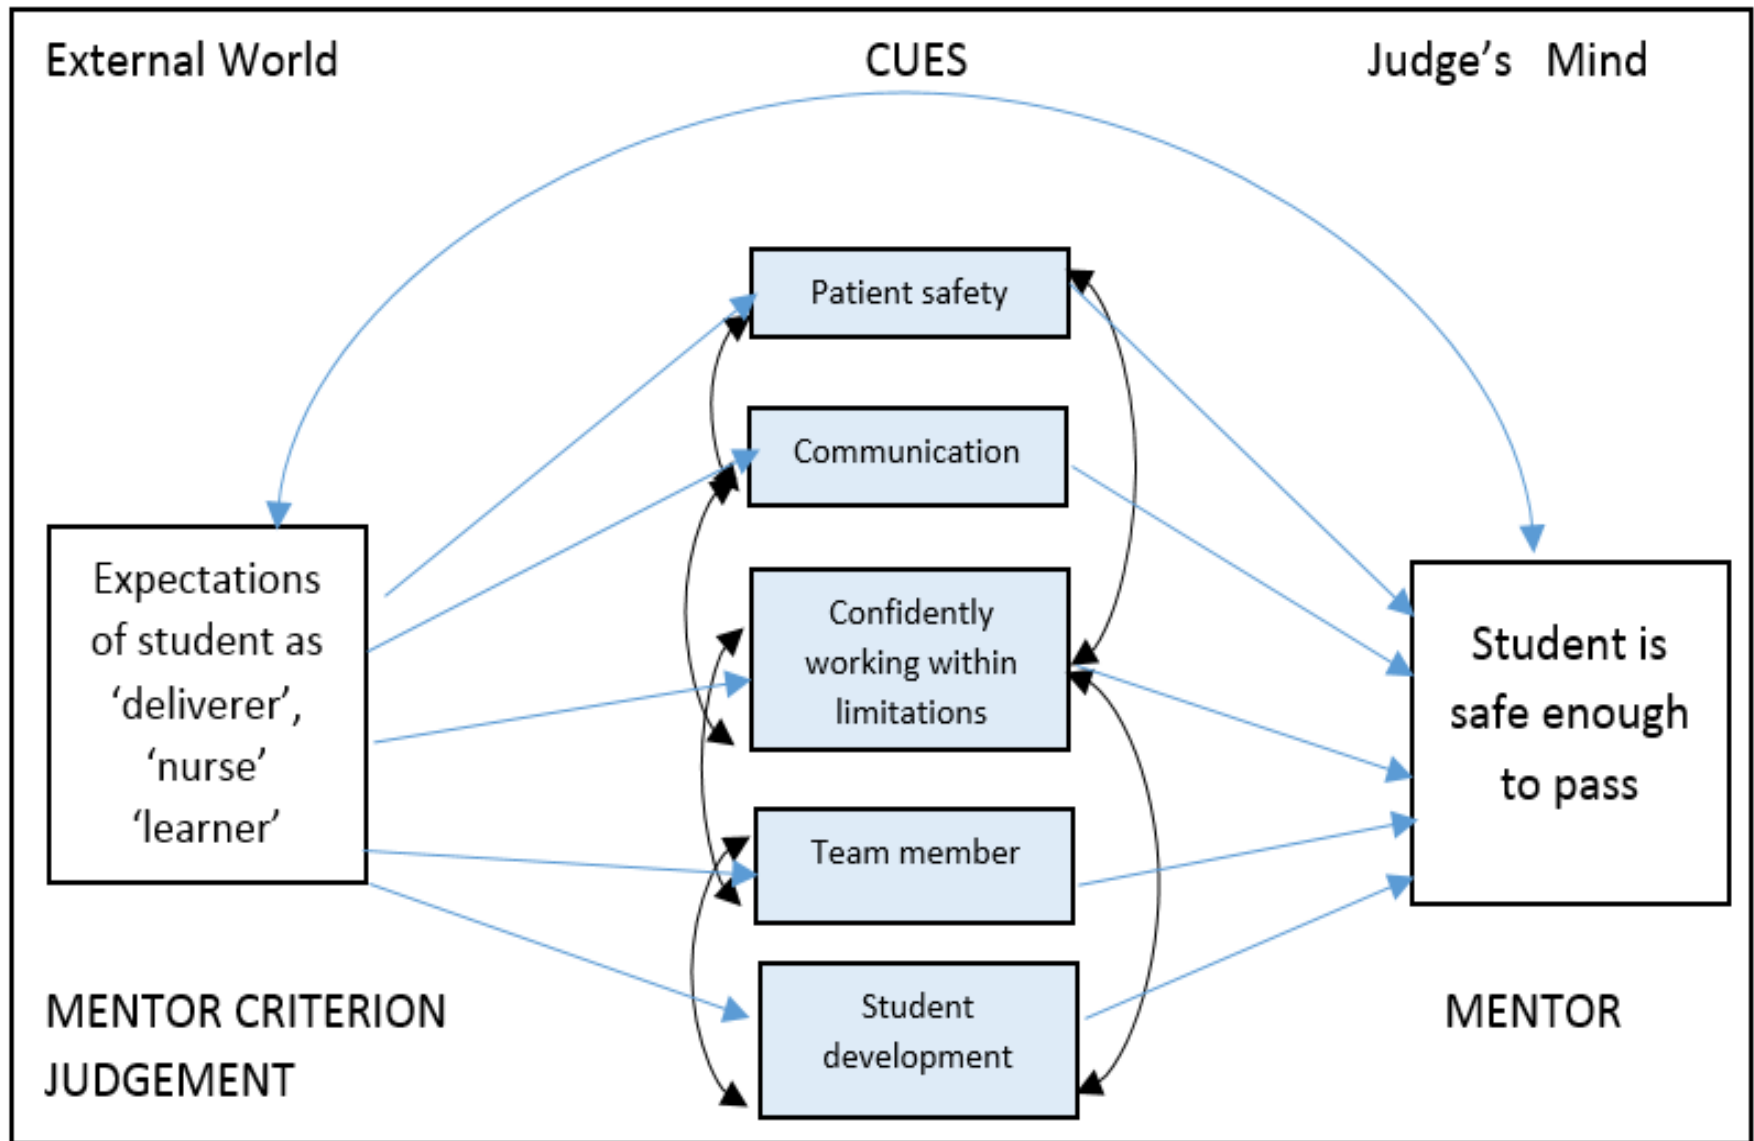 External World
CUES
Judge's Mind
Patient safety
Communication
Expectations
of student as
‘deliverer’,
‘nurse’
‘learner’
Confidently
working within
limitations
Student is
safe enough
to pass
Team member
Student
development
MENTOR CRITERION
JUDGEMENT
MENTOR